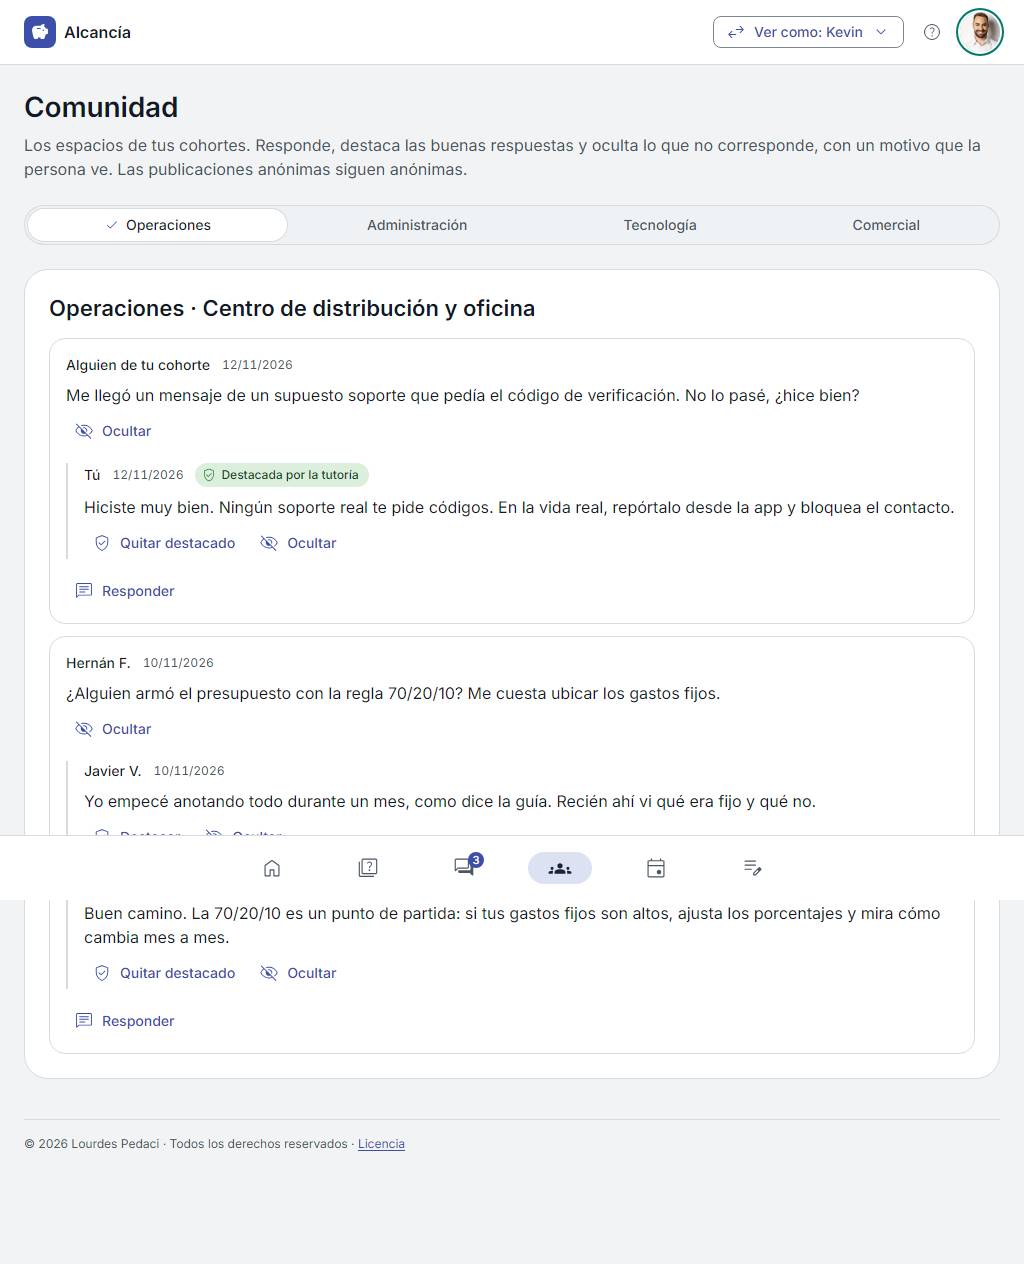 Alcancía
Ver como: Kevin
Comunidad
Los espacios de tus cohortes. Responde, destaca las buenas respuestas y oculta lo que no corresponde, con un motivo que la
persona ve. Las publicaciones anónimas siguen anónimas.
Operaciones
Administración
Tecnología
Comercial
Operaciones · Centro de distribución y oficina
Alguien de tu cohorte 12/11/2026
Me llegó un mensaje de un supuesto soporte que pedía el código de verificación. No lo pasé, ¿hice bien?
Ocultar
Tú 12/11/2026 Destacada por la tutoría
Hiciste muy bien. Ningún soporte real te pide códigos. En la vida real, repórtalo desde la app y bloquea el contacto.
Quitar destacado Ocultar
Responder
Hernán F. 10/11/2026
¿Alguien armó el presupuesto con la regla 70/20/10? Me cuesta ubicar los gastos fijos.
Ocultar
Javier V. 10/11/2026
Yo empecé anotando todo durante un mes, como dice la guía. Recién ahí vi qué era fijo y qué no.
3
Buen camino. La 70/20/10 es un punto de partida: si tus gastos fijos son altos, ajusta los porcentajes y mira cómo
cambia mes a mes.
Quitar destacado Ocultar
Responder
© 2026 Lourdes Pedaci · Todos los derechos reservados · Licencia